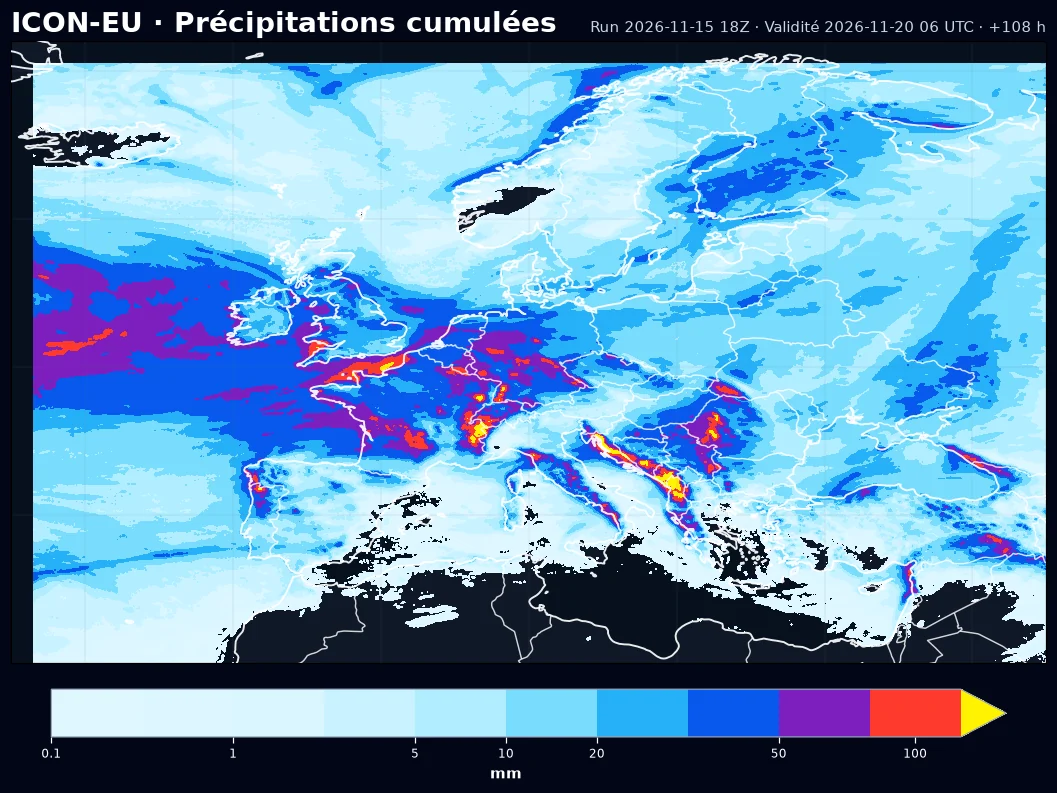 ICON-EU · Précipitations cumulées
Run 2026-11-15 18Z · Validité 2026-11-20 06 UTC · +108 h
0.1 1 5 10 20 50 100
mm